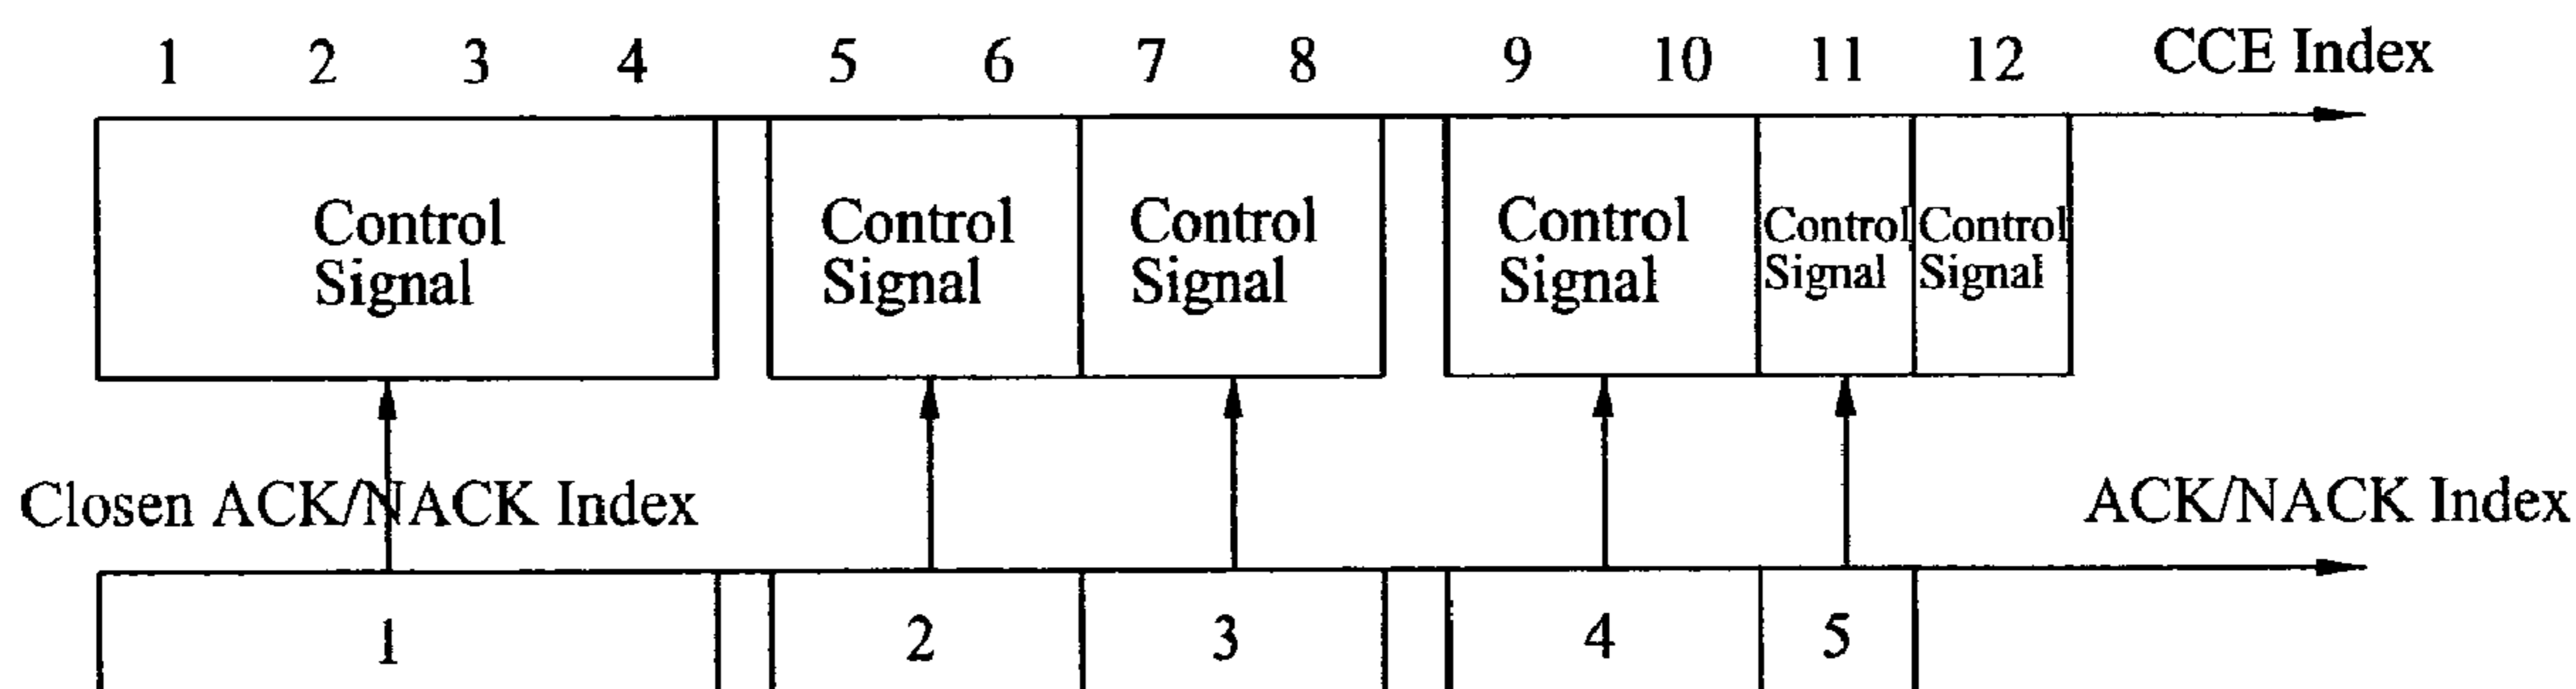 1 2 3 4 5 6 7 8 9 10 11 12 CCE Index
Control Signal
Control Signal
Control Signal
Control Signal
Control Signal
Control Signal
Closen ACK/NACK Index
ACK/NACK Index
1 2 3 4 5